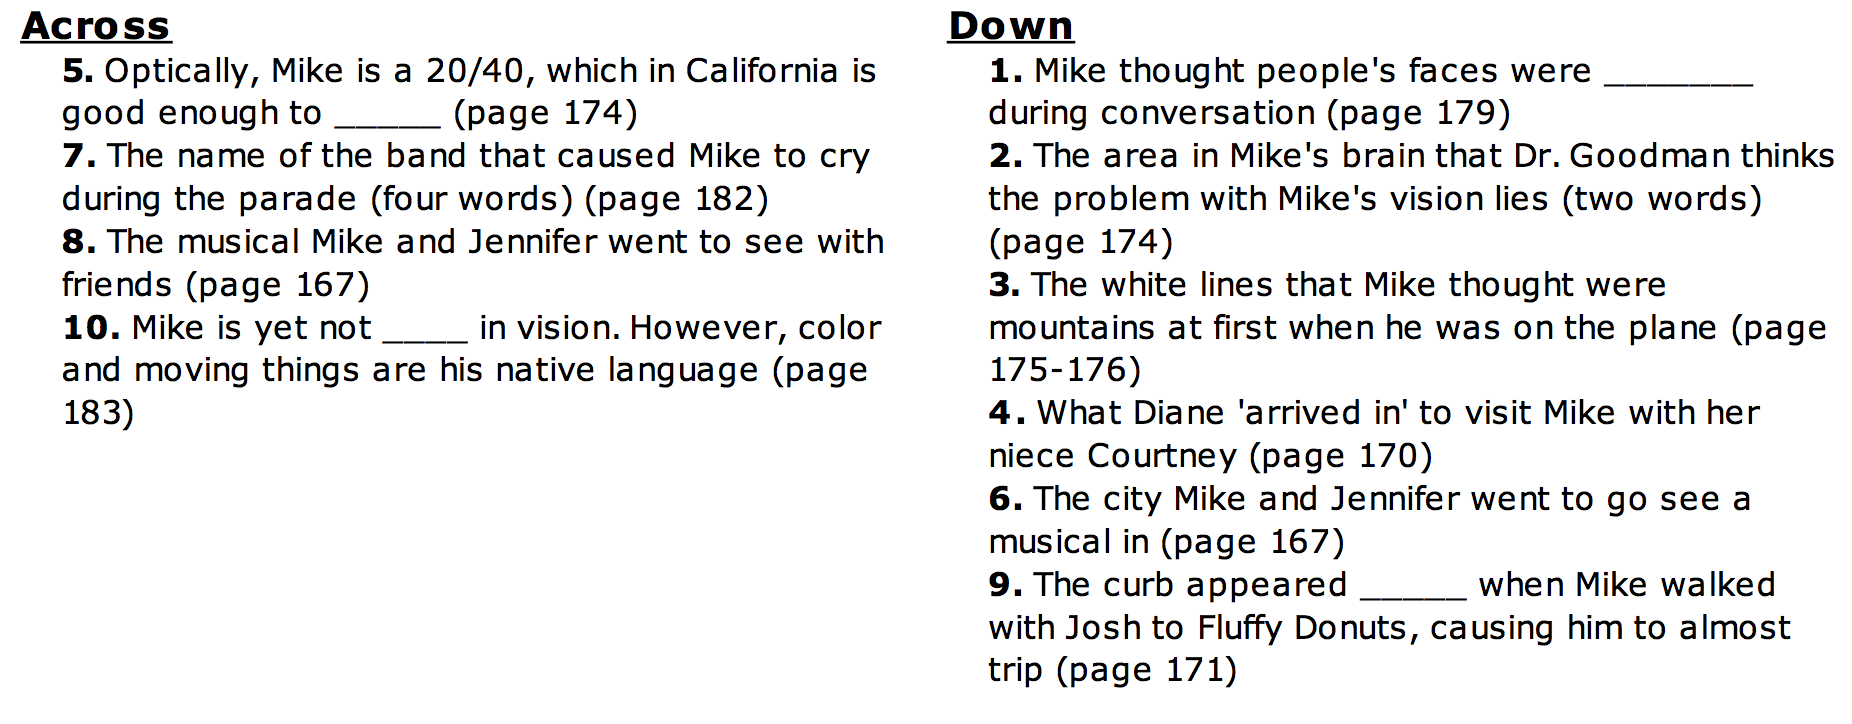 Across
5. Optically, Mike is a 20/40, which in California is
good enough to _____ (page 174)
7. The name of the band that caused Mike to cry
during the parade (four words) (page 182)
8. The musical Mike and Jennifer went to see with
friends (page 167)
10. Mike is yet not ____ in vision. However, color
and moving things are his native language (page
183)
Down
1. Mike thought people's faces were _______
during conversation (page 179)
2. The area in Mike's brain that Dr. Goodman thinks
the problem with Mike's vision lies (two words)
(page 174)
3. The white lines that Mike thought were
mountains at first when he was on the plane (page
175-176)
4. What Diane 'arrived in' to visit Mike with her
niece Courtney (page 170)
6. The city Mike and Jennifer went to go see a
musical in (page 167)
9. The curb appeared _____ when Mike walked
with Josh to Fluffy Donuts, causing him to almost
trip (page 171)